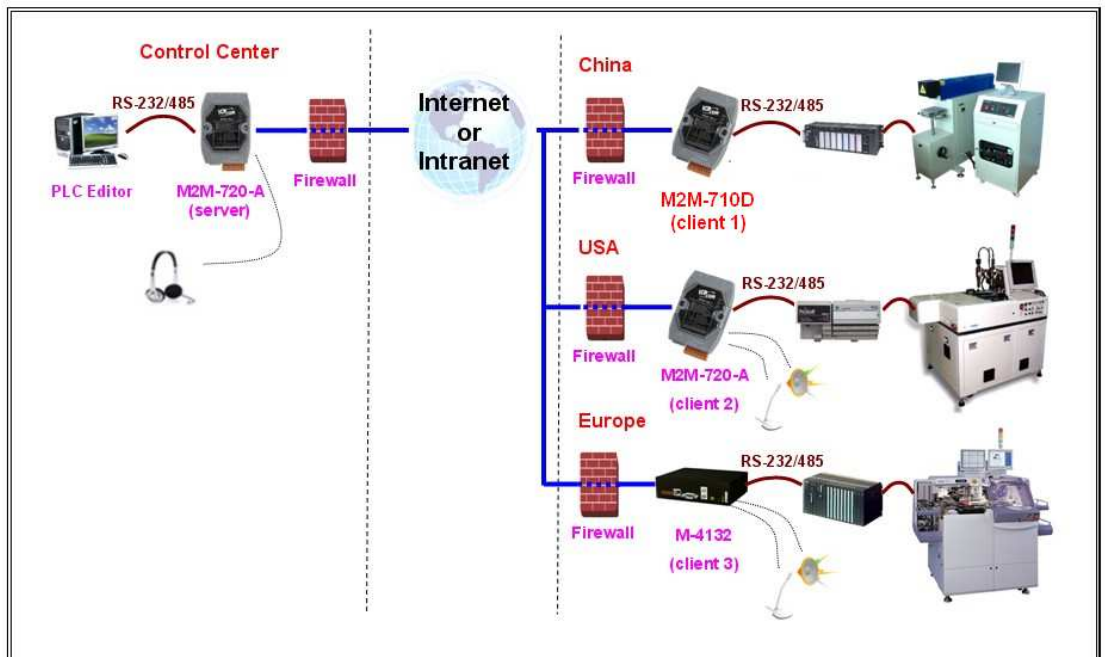 Control Center
RS-232/485
PLC Editor
M2M-720-A
(server)
Firewall
Internet
or
Intranet
China
RS-232/485
Firewall
M2M-710D
(client 1)
USA
RS-232/485
Firewall
M2M-720-A
(client 2)
Europe
RS-232/485
Firewall
M-4132
(client 3)